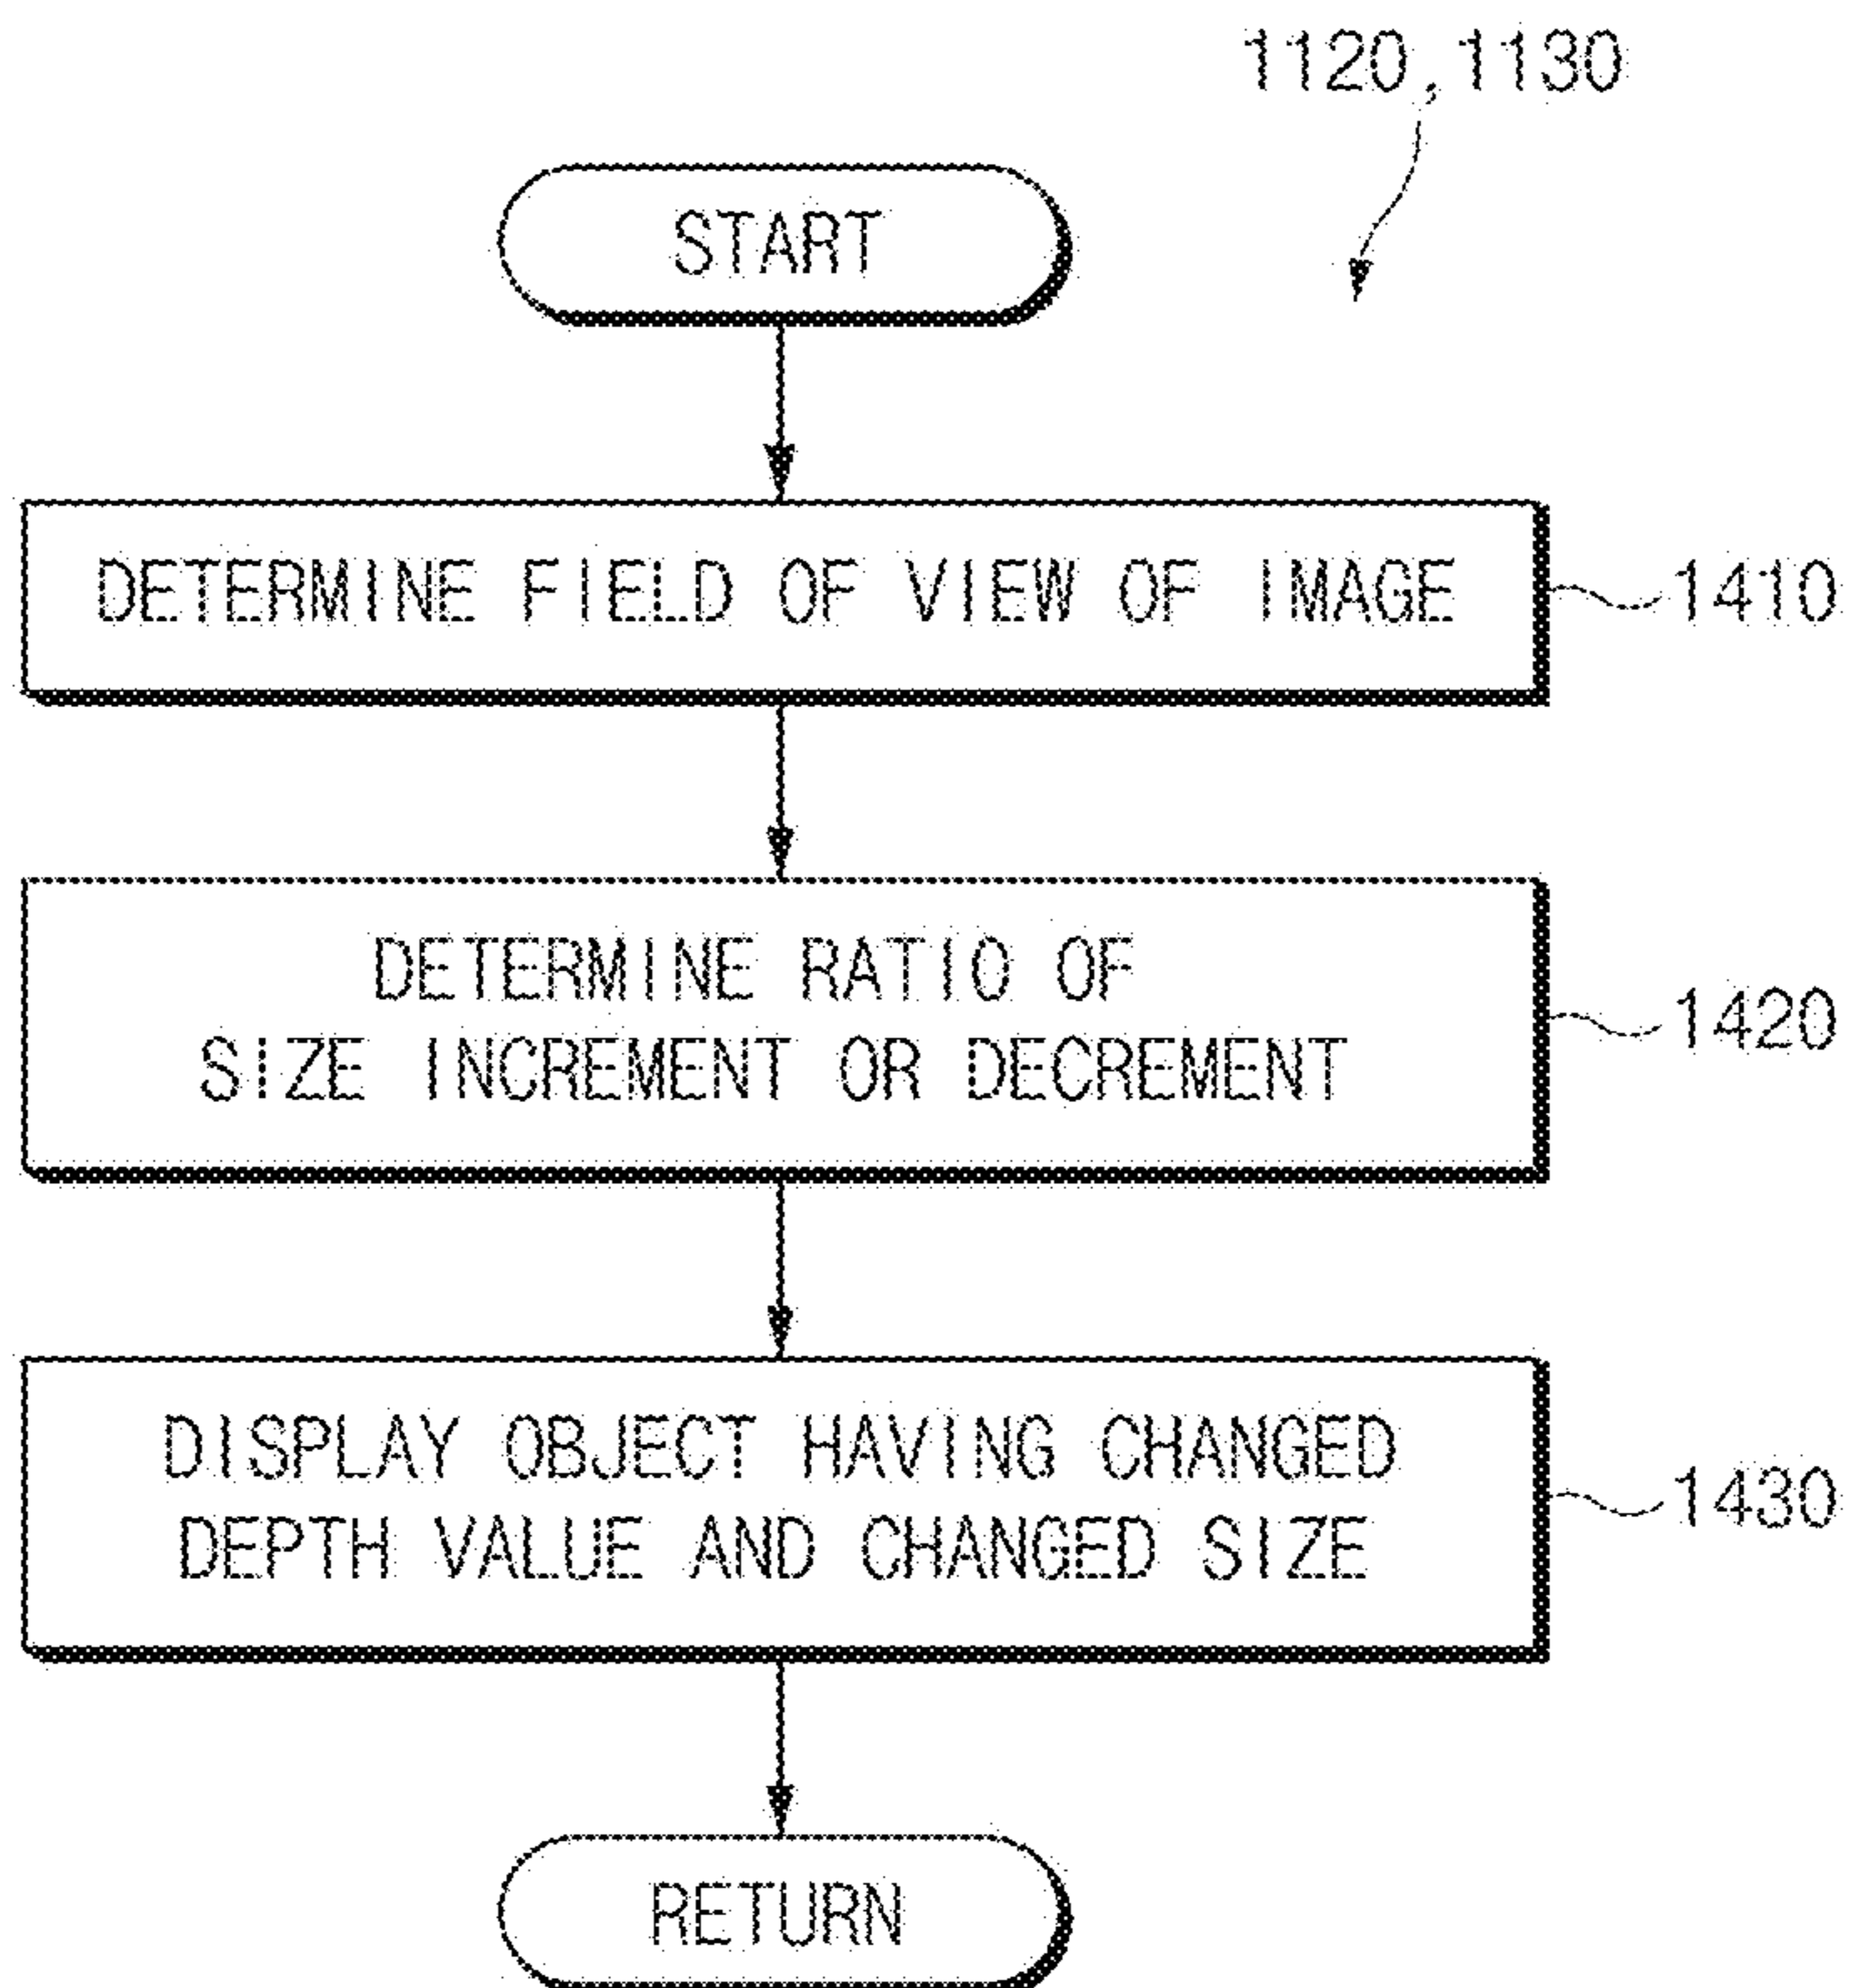 1120,1130
START
DETERMINE FIELD OF VIEW OF IMAGE
1410
DETERMINE RATIO OF
SIZE INCREMENT OR DECREMENT
1420
DISPLAY OBJECT HAVING CHANGED
DEPTH VALUE AND CHANGED SIZE
1430
RETURN